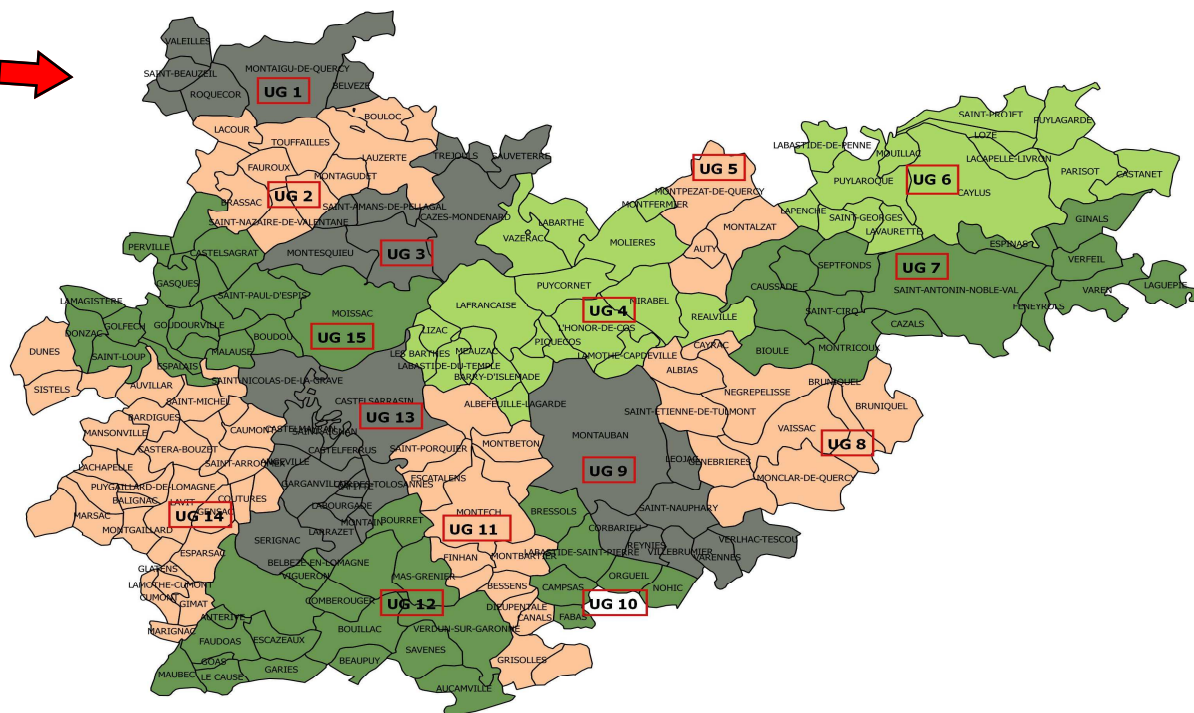 VALEILLES
SAINT-BEAUZEIL
MONTAIGU-DE-QUERCY
ROQUECOR
UG 1
BELVEZE
LACOUR
TOUFFAILLES
BOULOC
FAUROUX
LAUZERTE
MONTAGUDET
UG 2
BRASSAC
SAINT-NAZAIRE-DE-VALENTANE
TREJOULS
SAUVETERRE
SAINT-AMANS-DE-PELLAGAL
CAZES-MONDENARD
MONTESQUIEU
UG 3
UG 5
MONTPEZAT-DE-QUERCY
MONTFERMIER
MONTALZAT
AUTY
LABARTHE
VAZERAC
MOLIERES
PUYCORNET
LAFRANCAISE
UG 4
MIRABEL
REALVILLE
L'HONOR-DE-COS
PIQUECOS
LIZAC
LES BARTHES
MEAUZAC
LABASTIDE-DU-TEMPLE
BARRY-D'ISLEMADE
LAMOTHE-CAPDEVILLE
ALBEFEUILLE-LAGARDE
SAINT-PROJET
PUYLAGARDE
LABASTIDE-DE-PENNE
LOZE
MOUILLAC
LACAPELLE-LIVRON
PUYLAROQUE
UG 6
PARISOT
CASTANET
CAYLUS
LAPENCHE
SAINT-GEORGES
LAVAURETTE
GINALS
ESPINAS
VERFEIL
SEPTFONDS
UG 7
CAUSSADE
SAINT-ANTONIN-NOBLE-VAL
VAREN
LAGUEPIE
FENEYROLS
SAINT-CIRQ
CAZALS
BIOULE
MONTRICOUX
PERVILLE
CASTELSAGRAT
GASQUES
SAINT-PAUL-D'ESPIS
LAMAGISTERE
MOISSAC
DONZAC
GOLFECH
GOUDOURVILLE
BOUDOU
UG 15
SAINT-LOUP
MALAUSE
ESPALAIS
DUNES
SISTELS
AUVILLAR
SAINT-MICHEL
BARDIGUES
MANSONVILLE
CAUMONT
CASTERA-BOUZET
LACHAPELLE
SAINT-ARROUMEX
PUYGAILLARD-DE-LOMAGNE
BALIGNAC
LAVIT
COUTURES
GENSAC
MARSAC
UG 14
MONTGAILLARD
ESPARSAC
GLATENS
LAMOTHE-CUMONT
CUMONT
GIMAT
MARIGNAC
SAINT-NICOLAS-DE-LA-GRAVE
CASTELSARRASIN
UG 13
CASTELMAYRAN
SAINT-AIGNAN
CASTELFERRUS
ANGEVILLE
GARGANVILLAR
CORDES-TOLOSANNES
LAFITTE
LABOURGADE
MONTAIN
LARRAZET
SERIGNAC
CAYRAC
ALBIAS
NEGREPELISSE
BRUNIQUEL
BRUNIQUEL
SAINT-ETIENNE-DE-TULMONT
VAISSAC
UG 8
GENEBRIERES
MONCLAR-DE-QUERCY
MONTAUBAN
LEOJAC
UG 9
SAINT-NAUPHARY
CORBARIEU
REYNIES
VILLEBRUMIER
VARENNES
VERLHAC-TESCOU
MONTBETON
SAINT-PORQUIER
ESCATALENS
MONTECH
UG 11
FINHAN
MONTBARTIER
BESSENS
DIEUPENTALE
CANALS
GRISOLLES
BRESSOLS
LABASTIDE-SAINT-PIERRE
ORGUEIL
CAMPSAS
NOHIC
UG 10
FABAS
BOURRET
BELBEZE-EN-LOMAGNE
VIGUERON
MAS-GRENIER
COMBEROUGER
UG 12
AUTERIVE
BOUILLAC
VERDUN-SUR-GARONNE
FAUDOAS
ESCAZEAUX
SAVENES
GOAS
BEAUPUY
MAUBEC
LE CAUSE
GARIES
AUCAMVILLE